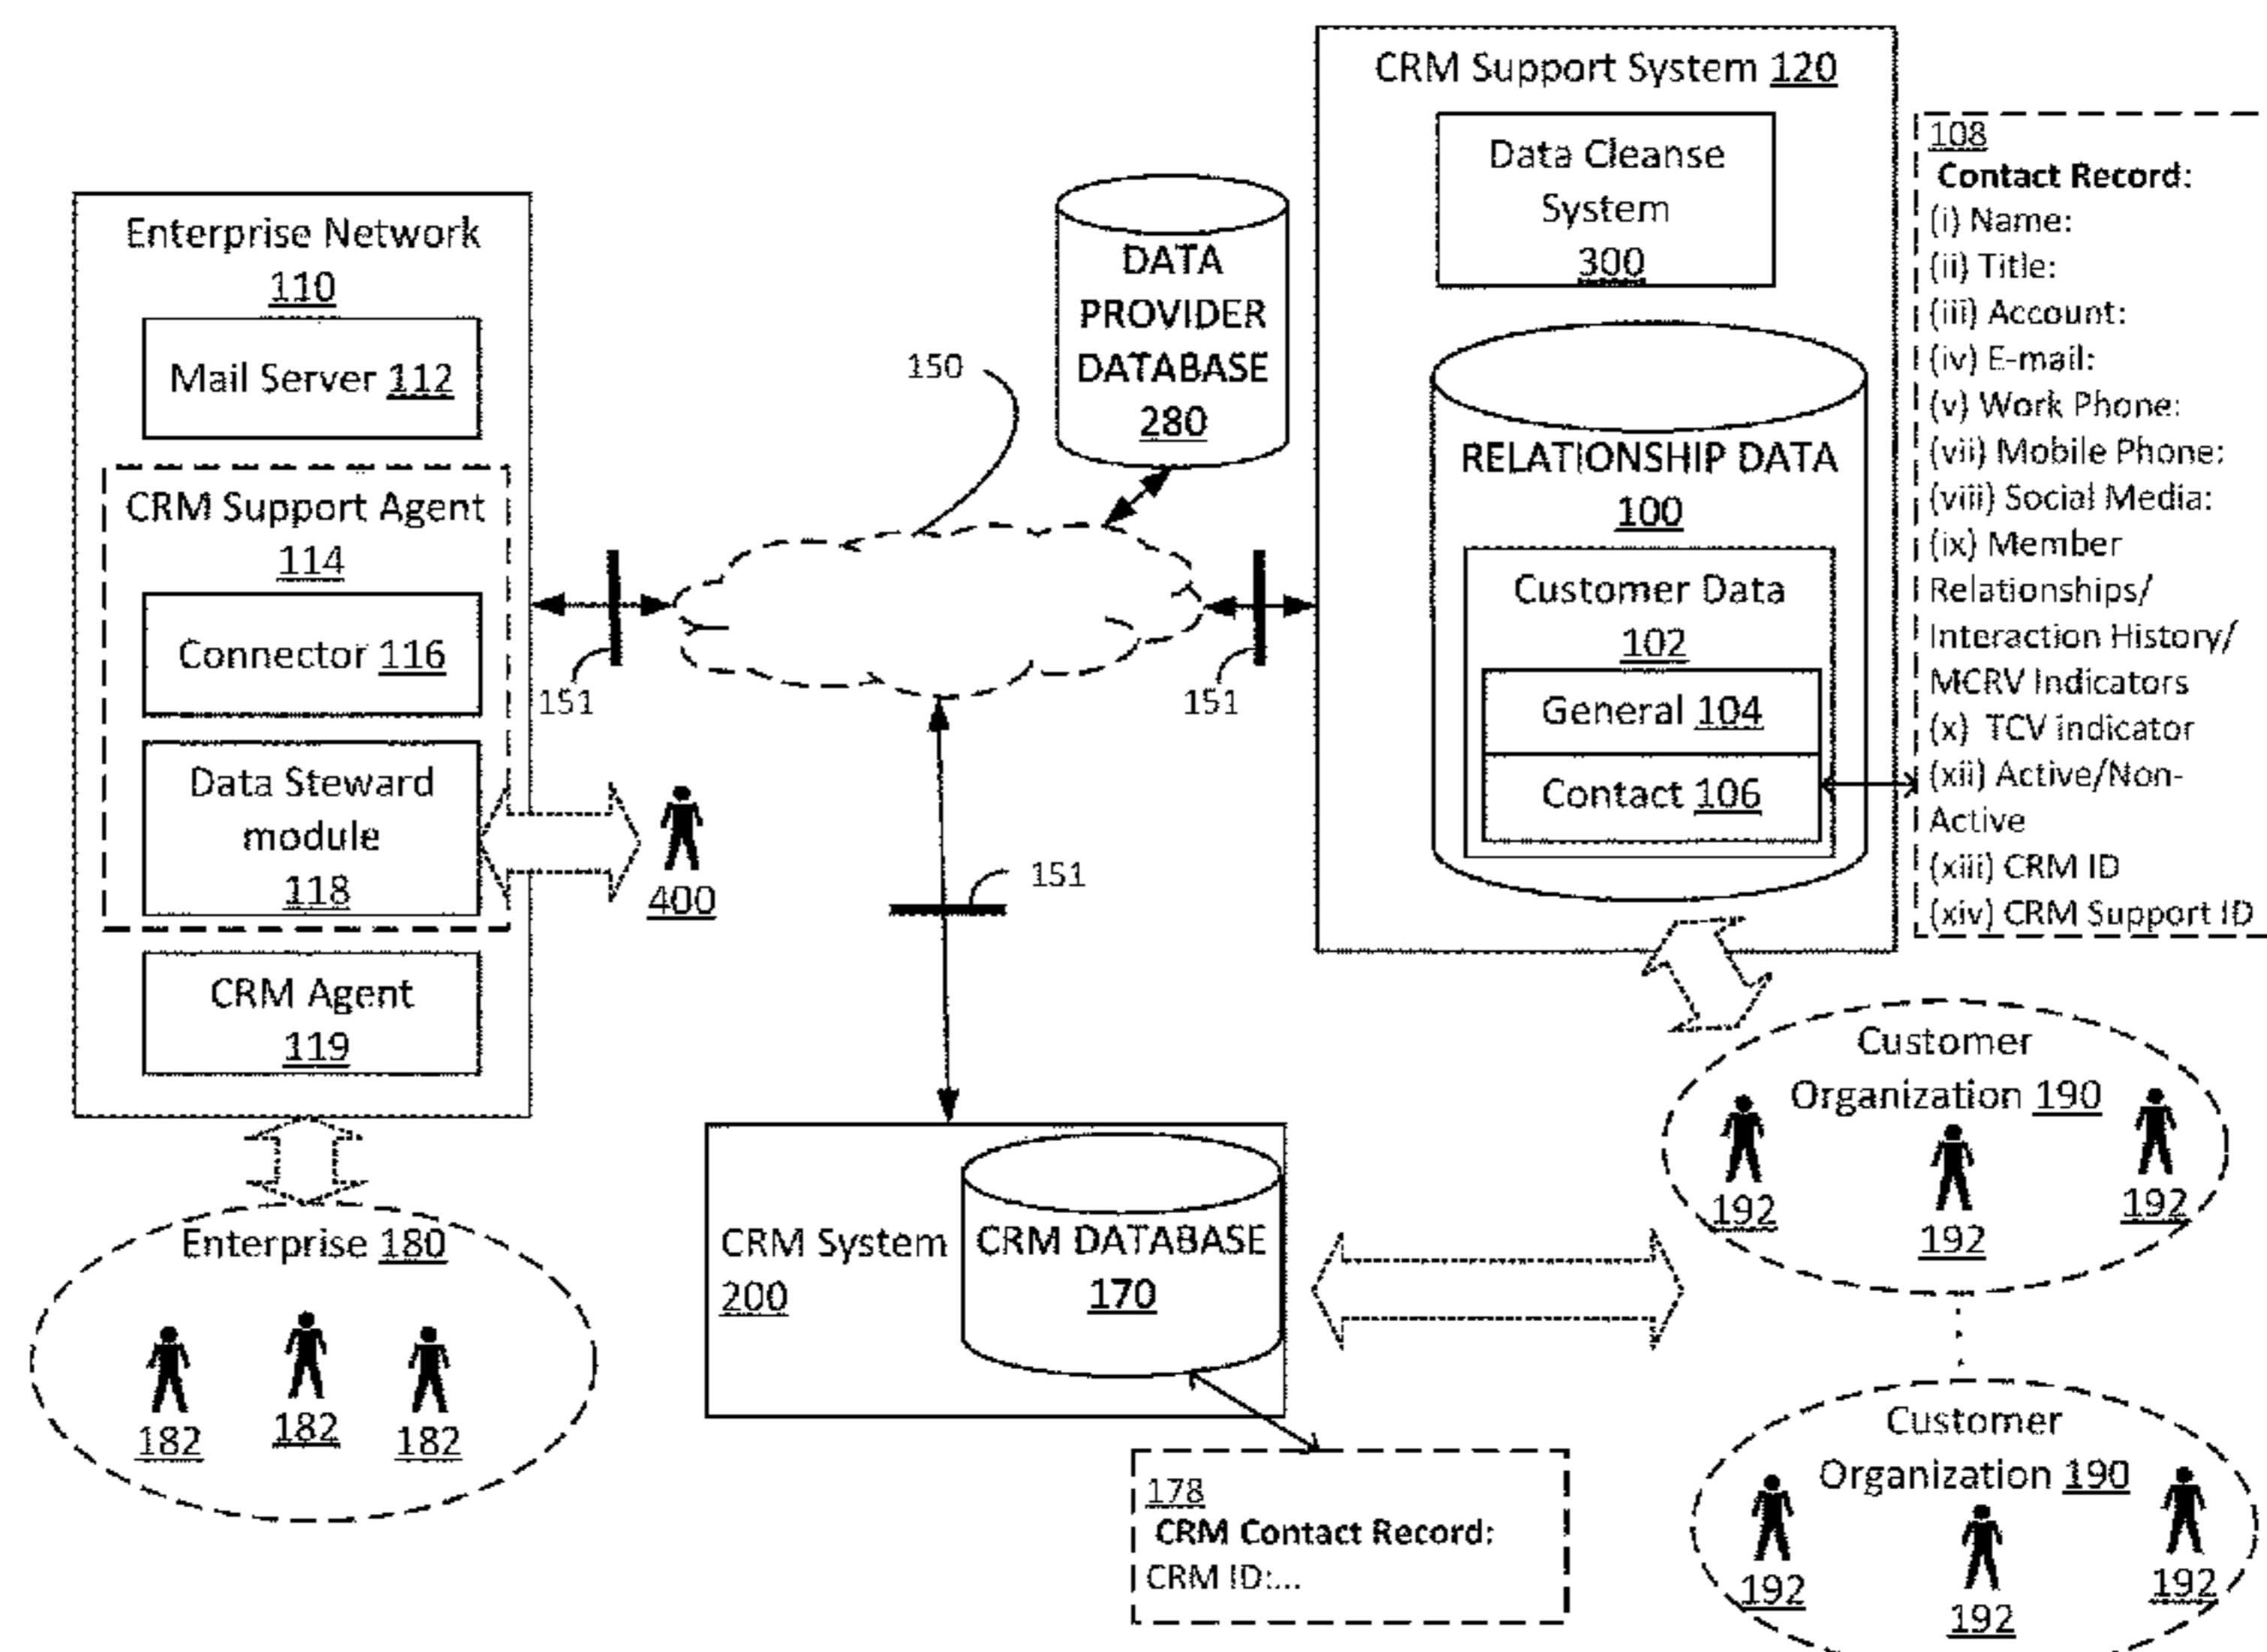 Enterprise Network
110
Mail Server 112
CRM Support Agent
114
Connector 116
Data Steward
module
118
CRM Agent
119
400
Enterprise 180
182
182
182
150
151
151
151
DATA
PROVIDER
DATABASE
280
CRM Support System 120
Data Cleanse
System
300
RELATIONSHIP DATA
100
Customer Data
102
General 104
Contact 106
108
Contact Record:
(i) Name:
(ii) Title:
(iii) Account:
(iv) E-mail:
(v) Work Phone:
(vii) Mobile Phone:
(viii) Social Media:
(ix) Member
Relationships/
Interaction History/
MCRV Indicators
(x) TCV indicator
(xii) Active/Non-
Active
(xiii) CRM ID
(xiv) CRM Support ID
CRM System
200
CRM DATABASE
170
178
CRM Contact Record:
CRM ID:...
Customer
Organization 190
192
192
192
Customer
Organization 190
192
192
192